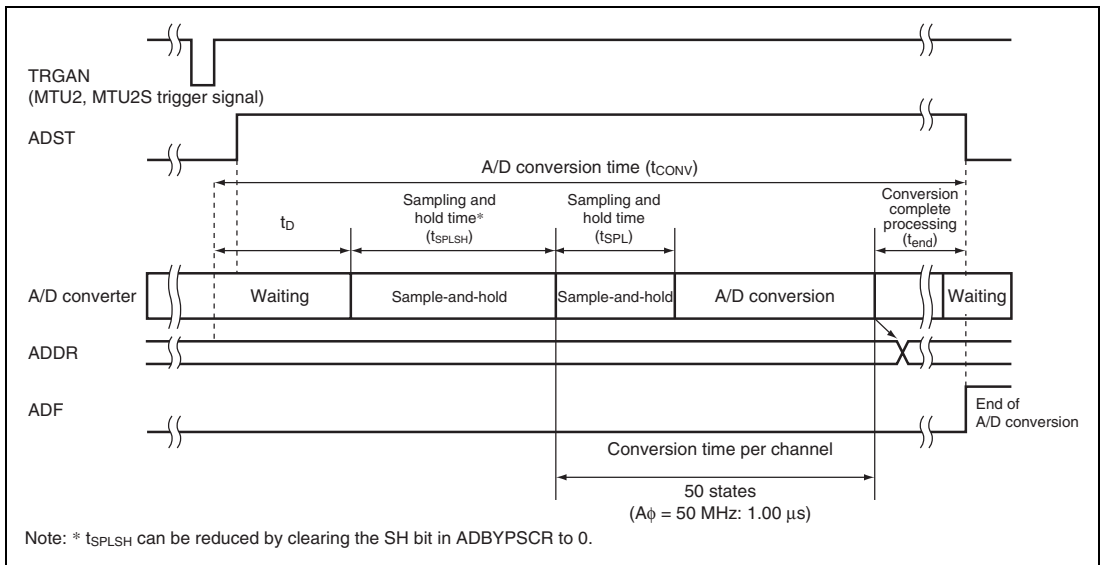 TRGAN
(MTU2, MTU2S trigger signal)
ADST
A/D conversion time (tCONV)
tD
Sampling and
hold time*
(tSPLSH)
Sampling and
hold time
(tSPL)
Conversion
complete
processing
(tend)
A/D converter
Waiting
Sample-and-hold
Sample-and-hold
A/D conversion
Waiting
ADDR
ADF
End of
A/D conversion
Conversion time per channel
50 states
(Aϕ = 50 MHz: 1.00 μs)
Note: * tSPLSH can be reduced by clearing the SH bit in ADBYPSCR to 0.